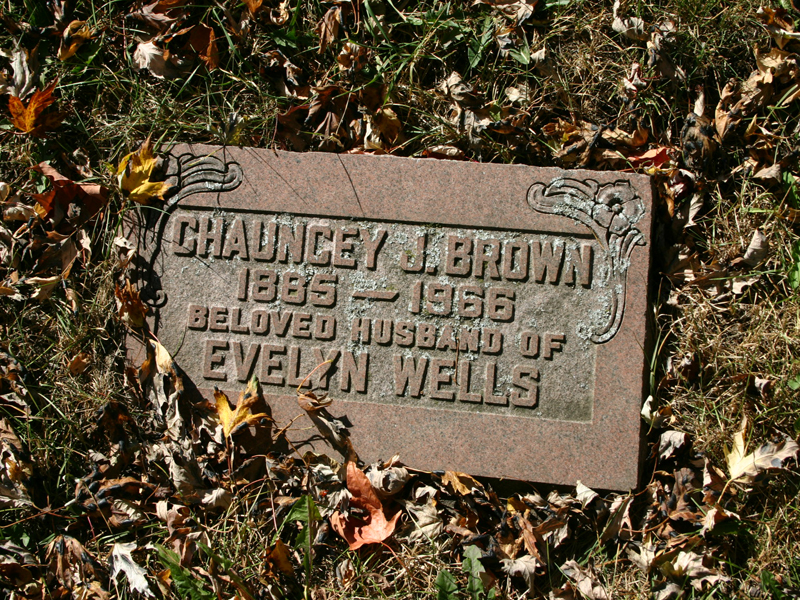 CHAUNCEY J. BROWN
1885 — 1966
BELOVED HUSBAND OF
EVELYN WELLS